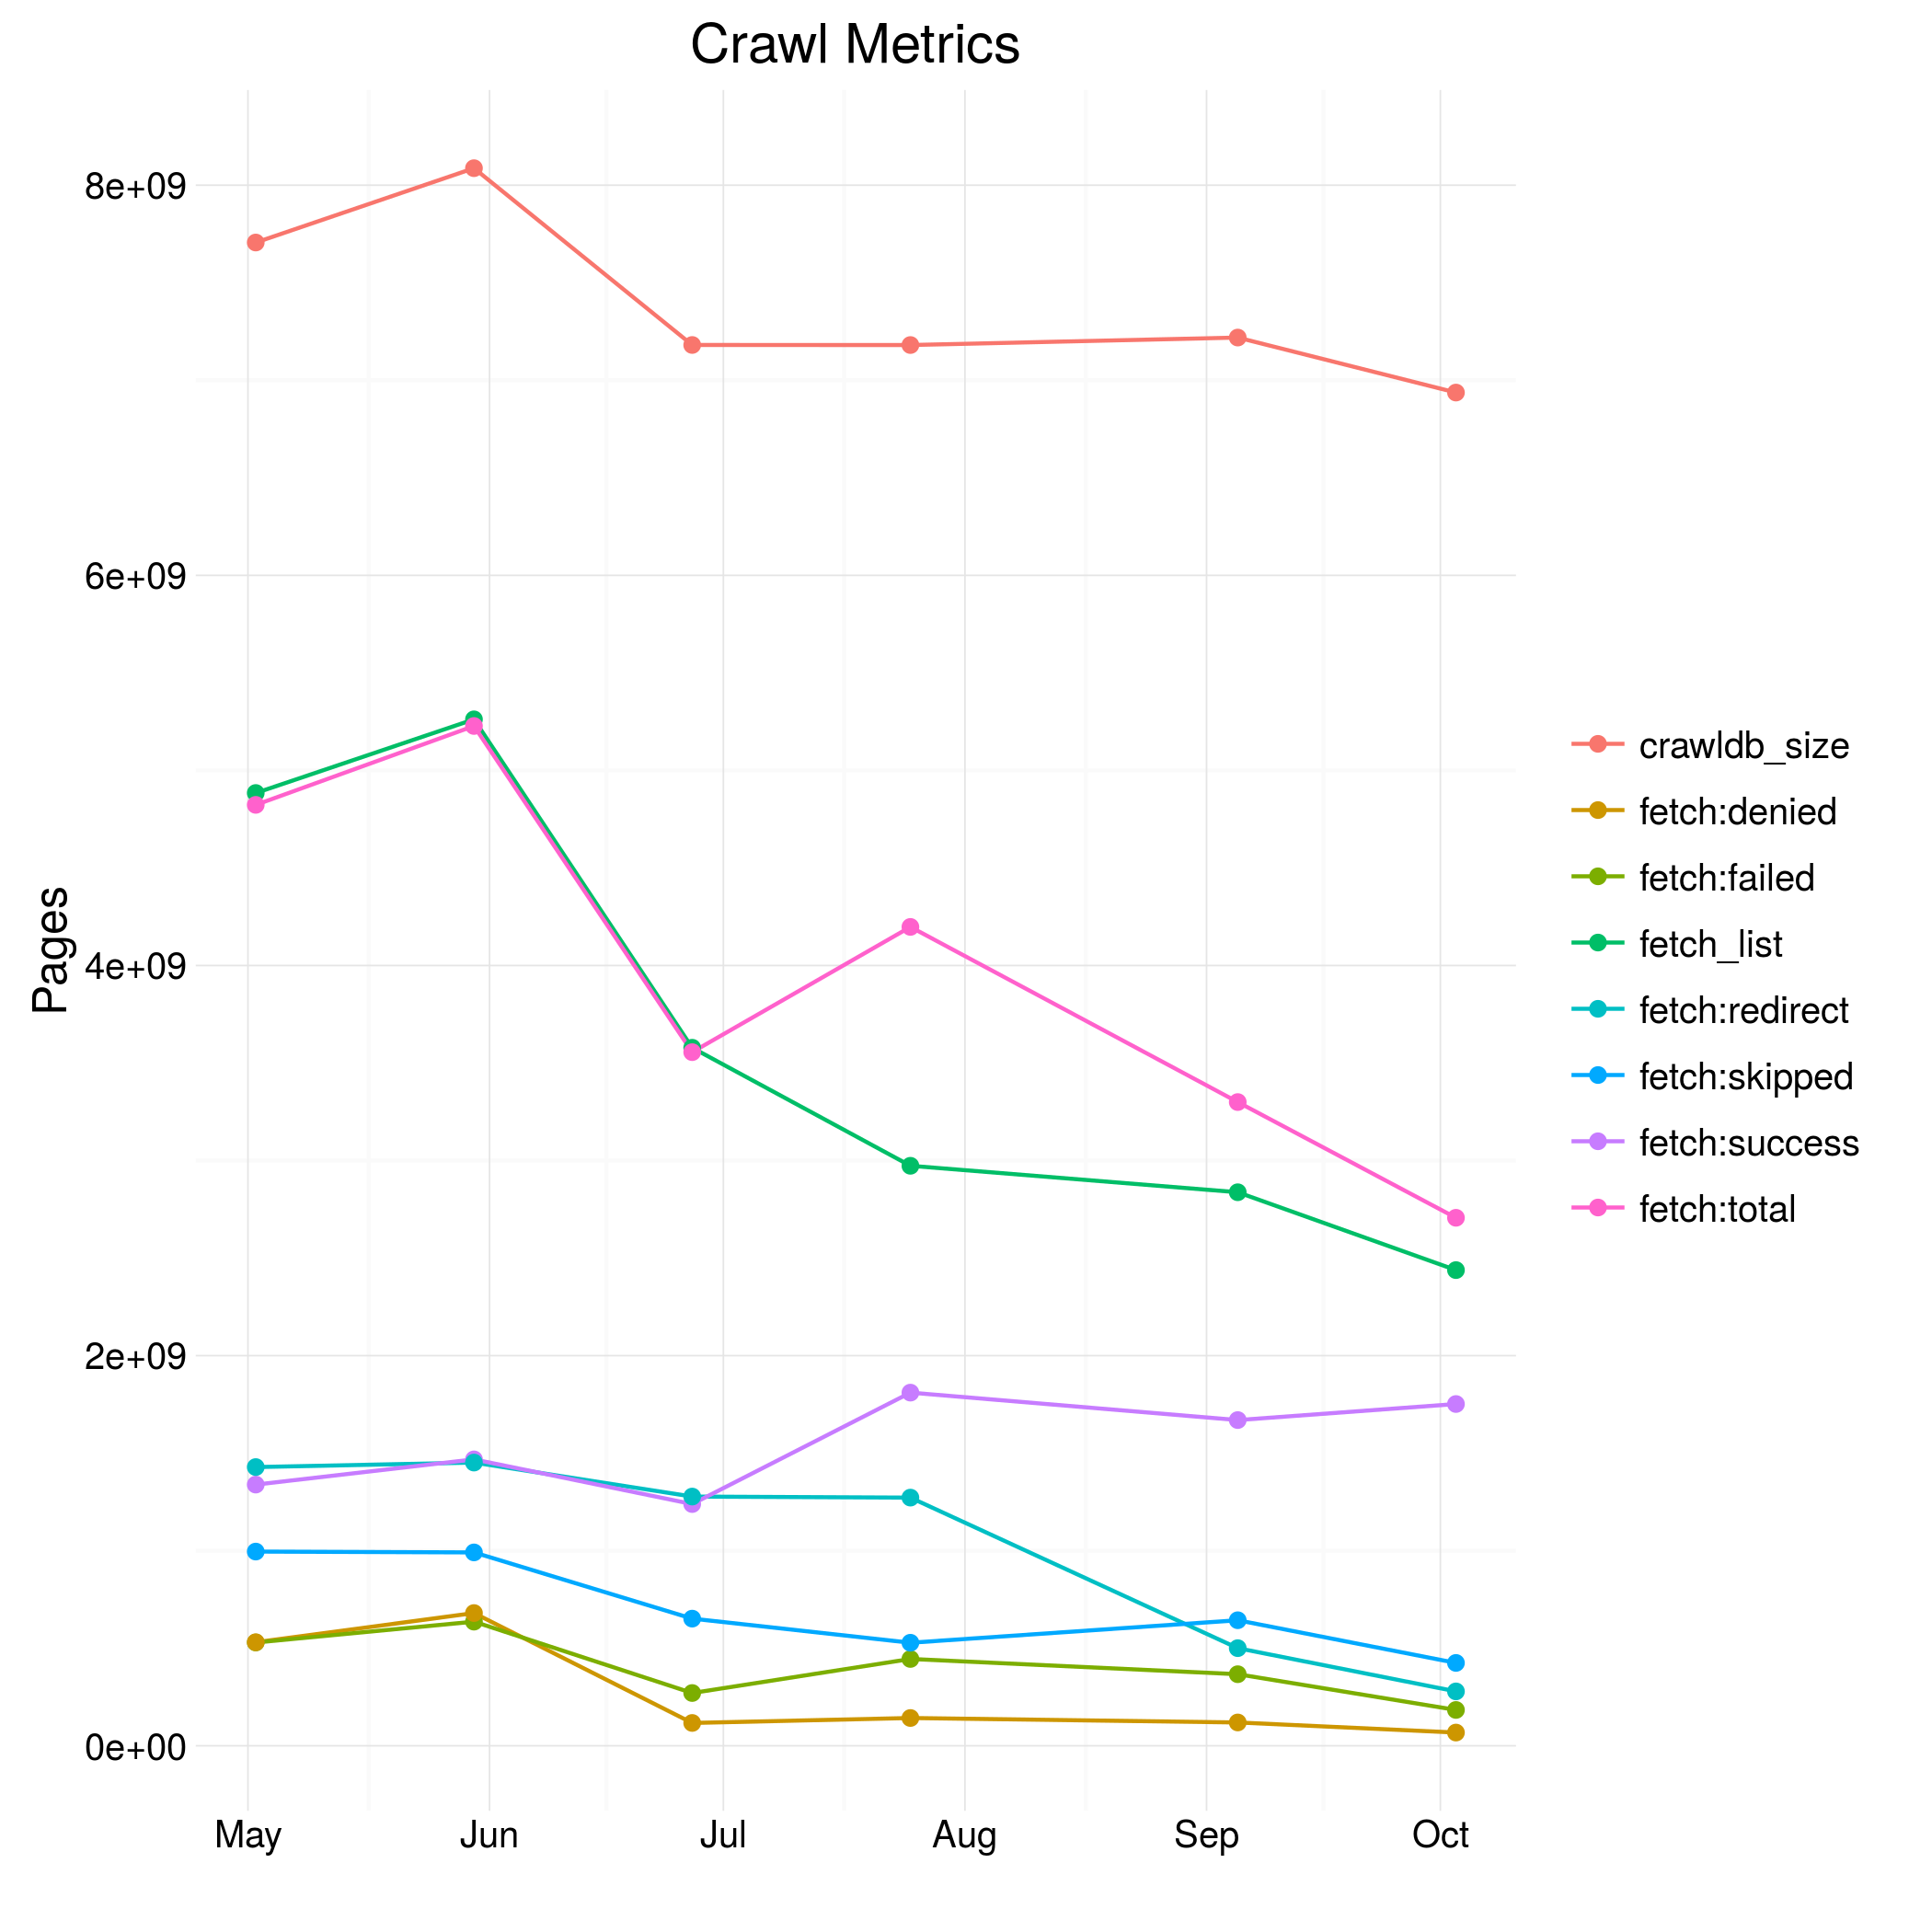 Crawl Metrics
8e+09
6e+09
4e+09
2e+09
0e+00
Pages
May Jun Jul Aug Sep Oct
crawldb_size
fetch:denied
fetch:failed
fetch_list
fetch:redirect
fetch:skipped
fetch:success
fetch:total